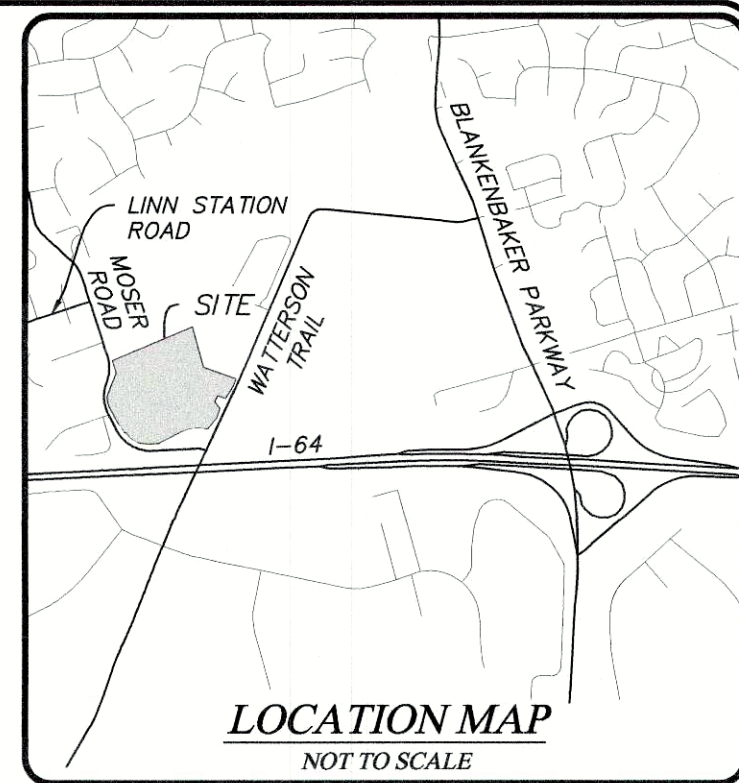 BLANKENBAKER PARKWAY
LINN STATION
ROAD
MOSER
ROAD
SITE
WATTERSON
TRAIL
I-64
LOCATION MAP
NOT TO SCALE